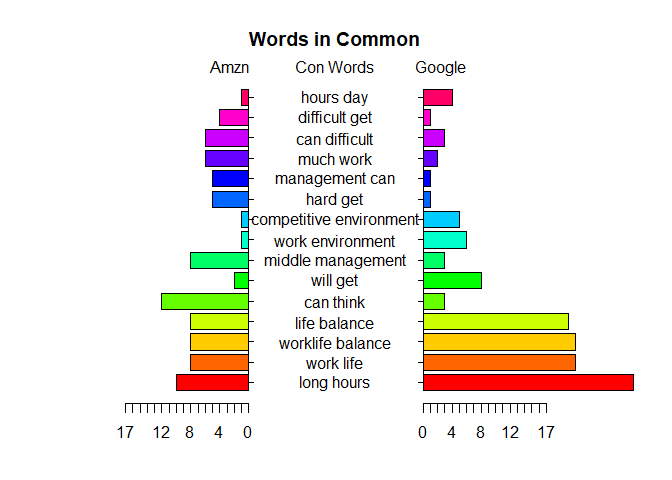 Words in Common
Amzn Con Words Google
hours day
difficult get
can difficult
much work
management can
hard get
competitive environment
work environment
middle management
will get
can think
life balance
worklife balance
work life
long hours
17 12 8 4 0 0 4 8 12 17